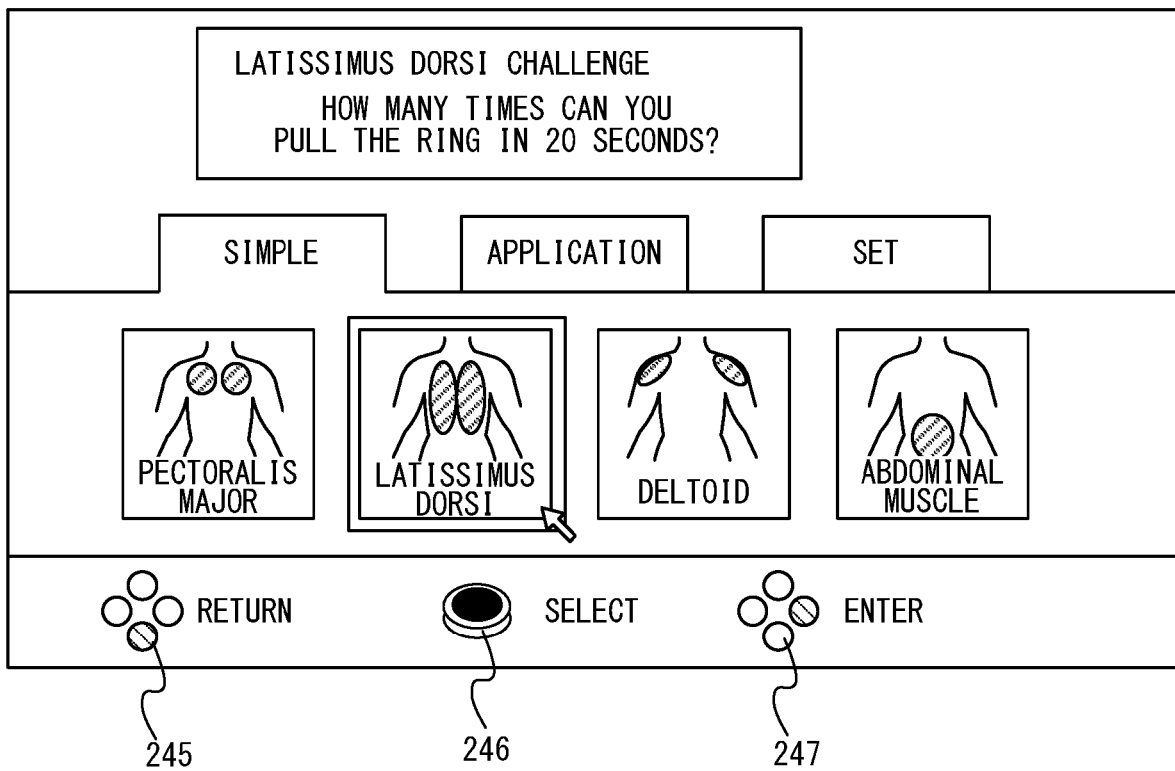 LATISSIMUS DORSI CHALLENGE
HOW MANY TIMES CAN YOU
PULL THE RING IN 20 SECONDS?
SIMPLE
APPLICATION
SET
PECTORALIS
MAJOR
LATISSIMUS
DORSI
DELTOID
ABDOMINAL
MUSCLE
RETURN
SELECT
ENTER
245
246
247